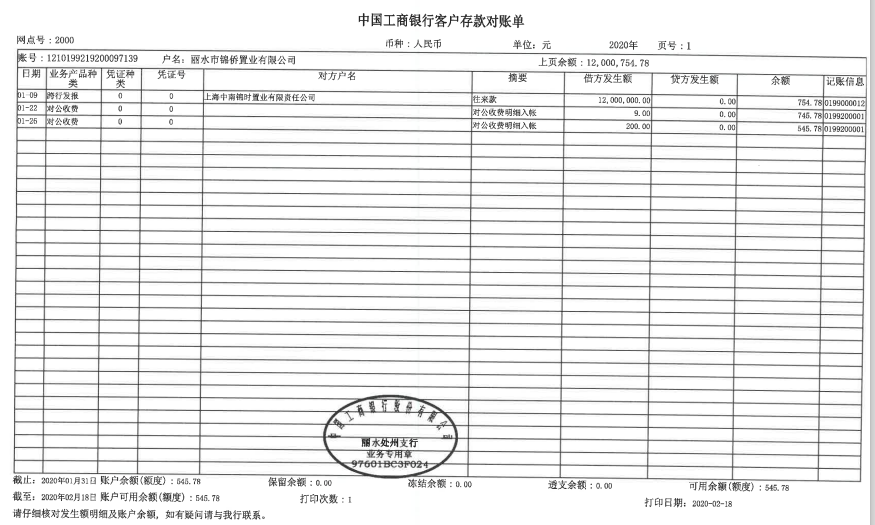 中国工商银行客户存款对账单
网点号：2000 币种：人民币 单位：元 2020年 页号：1
账号：1210199219200097139 户名：丽水市锦侨置业有限公司 上页余额：12,000,754.78
日期 业务产品种类 凭证种类 凭证号 对方户名 摘要 借方发生额 贷方发生额 余额 记账信息
01-09 跨行发报 0 0 上海中南锦时置业有限责任公司 往来款 12,000,000.00 0.00 754.78 0199000012
01-22 对公收费 0 0 对公收费明细入帐 9.00 0.00 745.78 0199200001
01-26 对公收费 0 0 对公收费明细入帐 200.00 0.00 545.78 0199200001
中国工商银行股份有限公司
丽水处州支行
业务专用章
97601BC3F024
截止：2020年01月31日 账户余额(额度)：545.78 保留余额：0.00 冻结余额：0.00 透支余额：0.00 可用余额(额度)：545.78
截至：2020年02月18日 账户可用余额(额度)：545.78 打印次数：1 打印日期：2020-02-18
请仔细核对发生额明细及账户余额，如有疑问请与我行联系。